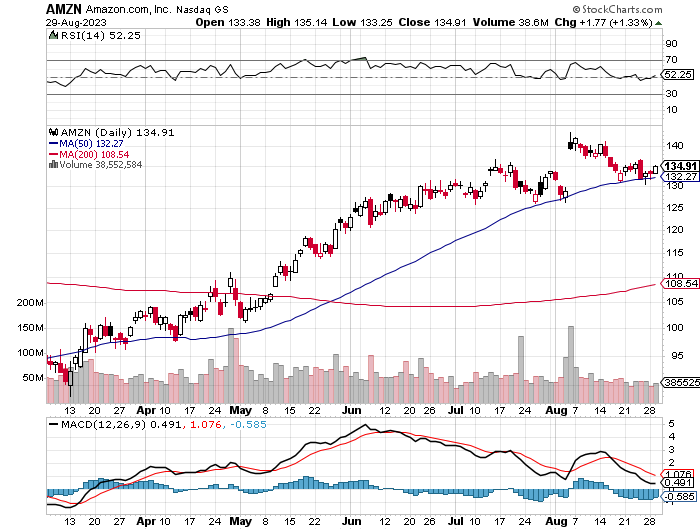 AMZN Amazon.com, Inc. Nasdaq GS
© StockCharts.com
29-Aug-2023 Open 133.38 High 135.14 Low 133.25 Close 134.91 Volume 38.6M Chg +1.77 (+1.33%)
RSI(14) 52.25
90
70
52.25
30
10
AMZN (Daily) 134.91
MA(50) 132.27
MA(200) 108.54
Volume 38,552,584
140
134.91
132.27
130
125
120
115
110
108.54
105
100
95
90
200M
150M
100M
50M
385525
13 20 27 Apr 10 17 24 May 8 15 22 Jun 12 20 26 Jul 10 17 24 Aug 7 14 21 28
MACD(12,26,9) 0.491, 1.076, -0.585
5
4
3
2
1.076
0.491
-0.585
13 20 27 Apr 10 17 24 May 8 15 22 Jun 12 20 26 Jul 10 17 24 Aug 7 14 21 28